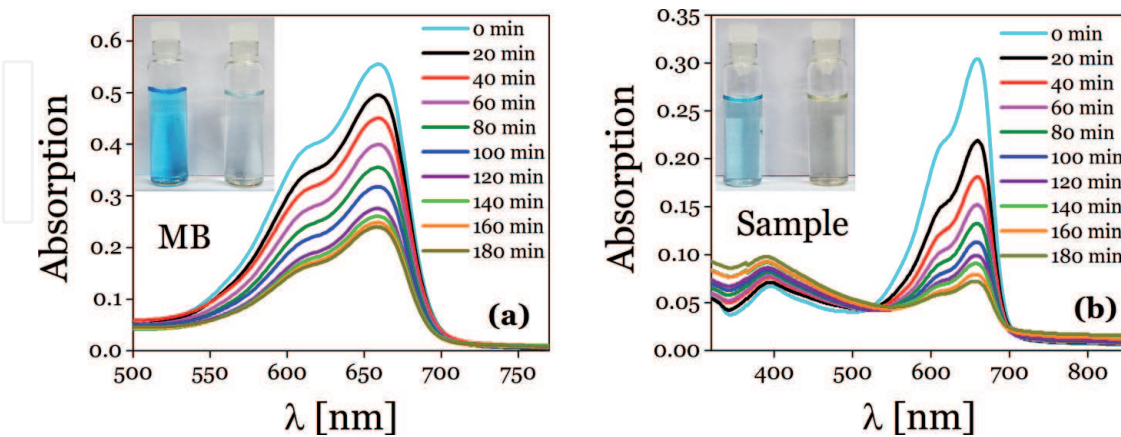 Absorption
0.6
0.5
0.4
0.3
0.2
0.1
0.0
MB
0 min
20 min
40 min
60 min
80 min
100 min
120 min
140 min
160 min
180 min
(a)
500 550 600 650 700 750
λ [nm]
Absorption
0.35
0.30
0.25
0.20
0.15
0.10
0.05
0.00
Sample
0 min
20 min
40 min
60 min
80 min
100 min
120 min
140 min
160 min
180 min
(b)
400 500 600 700 800
λ [nm]